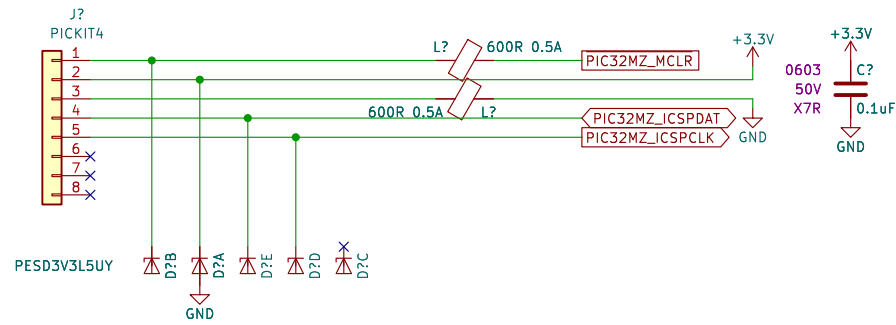 J?
PICKIT4
1
2
3
4
5
6
7
8
L?
600R 0.5A
PIC32MZ_MCLR
+3.3V
600R 0.5A
L?
GND
PIC32MZ_ICSPDAT
PIC32MZ_ICSPCLK
+3.3V
0603
50V
X7R
C?
0.1uF
GND
PESD3V3L5UY
D?B
D?A
D?E
D?D
D?C
GND